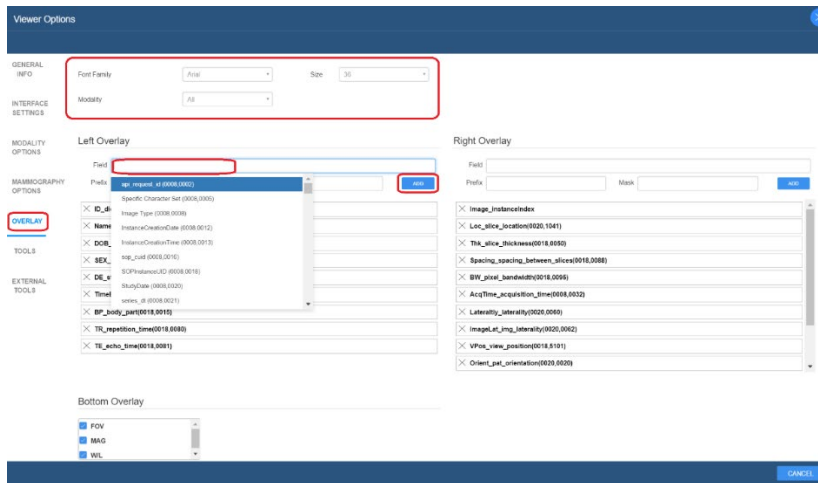 Viewer Options
GENERAL INFO
INTERFACE SETTINGS
MODALITY OPTIONS
MAMMOGRAPHY OPTIONS
OVERLAY
TOOLS
EXTERNAL TOOLS
Font Family Arial Size 36
Modality All
Left Overlay
Field
Prefix ADD
api_request_id (0008,0002)
Specific Character Set (0008,0005)
Image Type (0008,0008)
InstanceCreationDate (0008,0012)
InstanceCreationTime (0008,0013)
sop_cuid (0008,0016)
SOPInstanceUID (0008,0018)
StudyDate (0008,0020)
series_dt (0008,0021)
Name
DOB_
SEX_
BP_body_part(0018,0015)
TR_repetition_time(0018,0080)
TE_echo_time(0018,0081)
Right Overlay
Field
Prefix Mask ADD
Image_instanceIndex
Loc_slice_location(0020,1041)
Thk_slice_thickness(0018,0050)
Spacing_spacing_between_slices(0018,0088)
BW_pixel_bandwidth(0018,0095)
AcqTime_acquisition_time(0008,0032)
Laterality_laterality(0020,0060)
ImageLat_img_laterality(0020,0062)
VPos_view_position(0018,5101)
Orient_pat_orientation(0020,0020)
Bottom Overlay
FOV
MAG
W/L
CANCEL